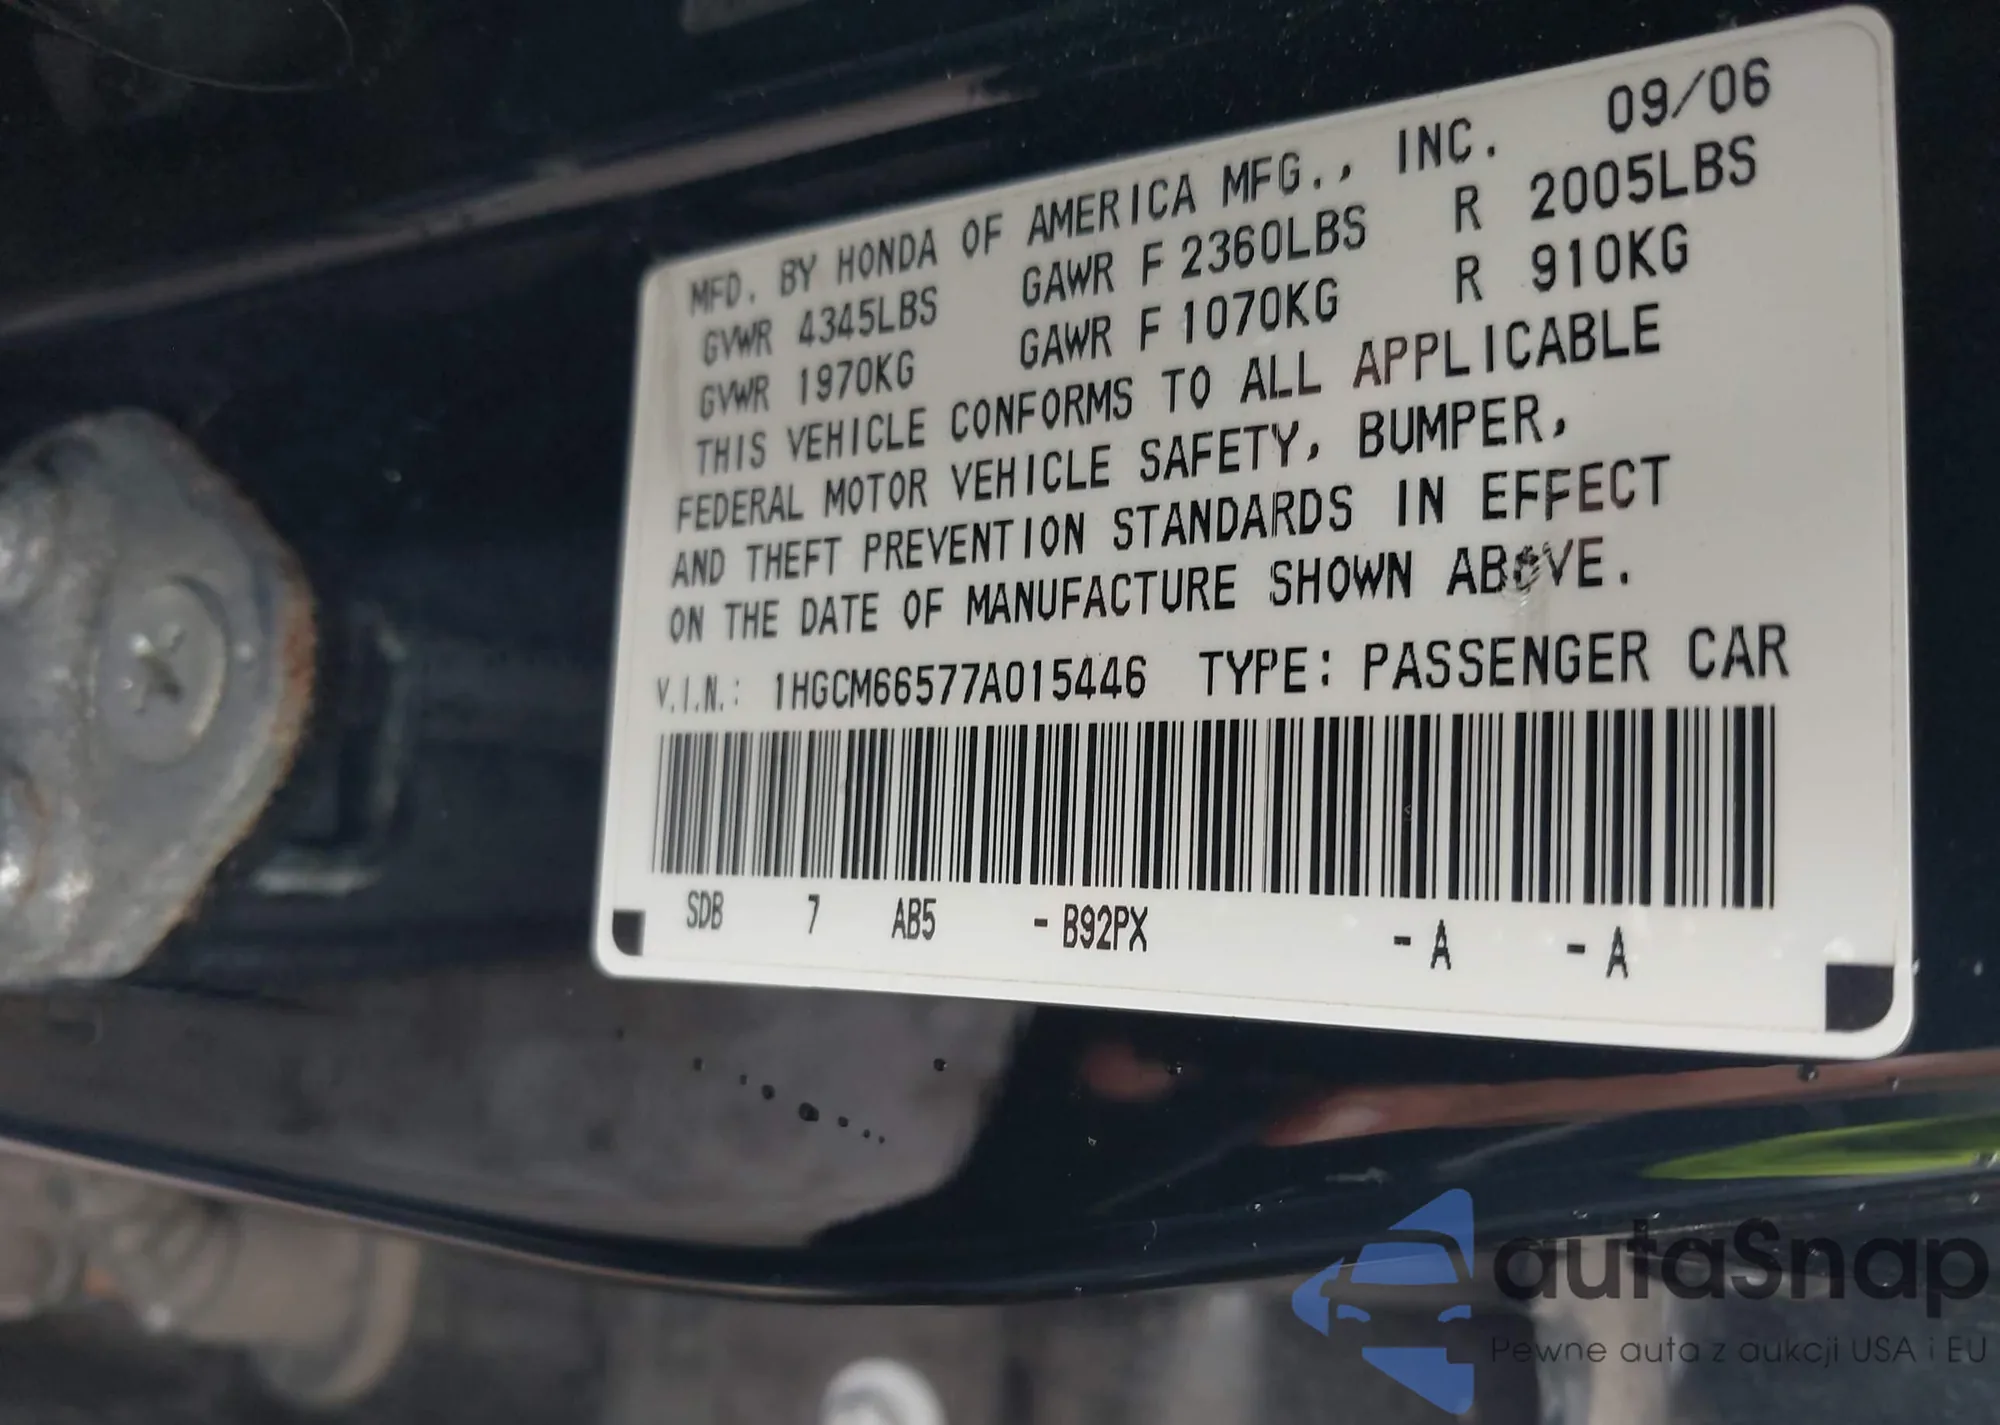 MFD. BY HONDA OF AMERICA MFG., INC. 09/06
GVWR 4345LBS GAWR F 2360LBS R 2005LBS
GVWR 1970KG GAWR F 1070KG R 910KG
THIS VEHICLE CONFORMS TO ALL APPLICABLE
FEDERAL MOTOR VEHICLE SAFETY, BUMPER,
AND THEFT PREVENTION STANDARDS IN EFFECT
ON THE DATE OF MANUFACTURE SHOWN ABOVE.
V.I.N.: 1HGCM66577A015446 TYPE: PASSENGER CAR
SDB 7 AB5 -B92PX -A -A
autaSnap
Pewne auta z aukcji USA i EU